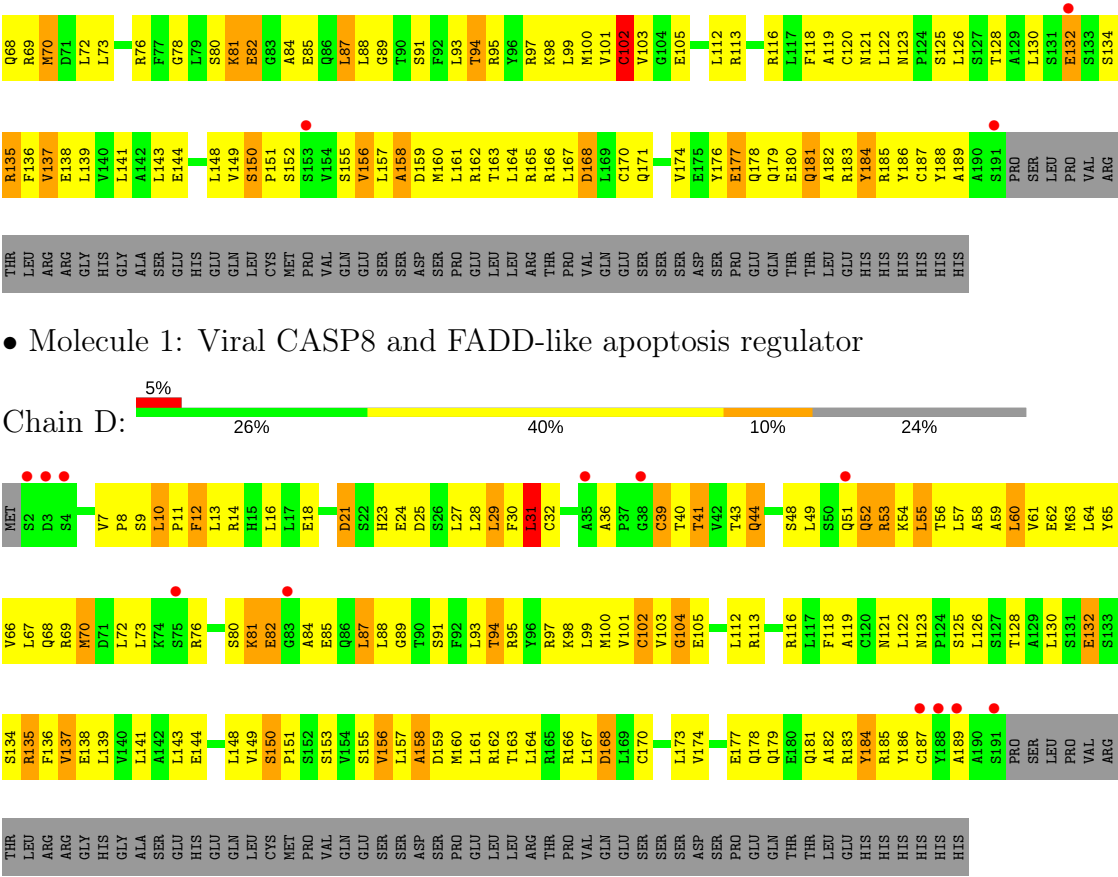 Q68 R69 M70 D71 L72 L73 R76 F77 G78 L79 S80 K81 E82 G83 A84 E85 Q86 L87 L88 G89 T90 S91 F92 L93 T94 R95 Y96 R97 K98 L99 M100 V101 C102 V103 G104 E105 L112 R113 R116 L117 F118 A119 C120 N121 L122 N123 P124 S125 L126 S127 T128 A129 L130 S131 E132 S133 S134
R135 F136 V137 E138 L139 V140 L141 A142 L143 E144 L148 V149 S150 P151 S152 S153 V154 S155 V156 L157 A158 D159 M160 L161 R162 T163 L164 R165 R166 L167 D168 L169 C170 Q171 V174 E175 Y176 E177 Q178 Q179 E180 Q181 A182 R183 Y184 R185 Y186 C187 Y188 A189 A190 S191 PRO SER LEU PRO VAL ARG
THR LEU ARG ARG GLY HIS GLY ALA SER GLU HIS GLU GLN LEU CYS MET PRO VAL GLN GLU SER SER ASP SER PRO GLU LEU LEU ARG THR PRO VAL GLN GLU SER SER SER ASP SER PRO GLU GLN THR THR LEU GLU HIS HIS HIS HIS HIS HIS
• Molecule 1: Viral CASP8 and FADD-like apoptosis regulator
5%
Chain D:
26% 40% 10% 24%
MET S2 D3 S4 V7 P8 S9 L10 P11 F12 L13 R14 H15 L16 L17 E18 D21 S22 H23 E24 D25 S26 L27 L28 L29 F30 L31 C32 A35 A36 P37 G38 C39 T40 T41 V42 T43 Q44 S48 L49 S50 Q51 Q52 R53 K54 L55 T56 L57 A58 A59 L60 V61 E62 M63 L64 Y65
V66 L67 Q68 R69 M70 D71 L72 L73 K74 S75 R76 S80 K81 E82 G83 A84 E85 Q86 L87 L88 G89 T90 S91 F92 L93 T94 R95 Y96 R97 K98 L99 M100 V101 C102 V103 G104 E105 L112 R113 R116 L117 F118 A119 C120 N121 L122 N123 P124 S125 L126 S127 T128 A129 L130 S131 E132 S133
S134 R135 F136 V137 E138 L139 V140 L141 A142 L143 E144 L148 V149 S150 P151 S152 S153 V154 S155 V156 L157 A158 D159 M160 L161 R162 T163 L164 R165 R166 L167 D168 L169 C170 L173 V174 E177 Q178 Q179 E180 Q181 A182 R183 Y184 R185 Y186 C187 Y188 A189 A190 S191 PRO SER LEU PRO VAL ARG
THR LEU ARG ARG GLY HIS GLY ALA SER GLU HIS GLU GLN LEU CYS MET PRO VAL GLN GLU SER SER ASP SER PRO GLU LEU LEU ARG THR PRO VAL GLN GLU SER SER SER ASP SER PRO GLU GLN THR THR LEU GLU HIS HIS HIS HIS HIS HIS